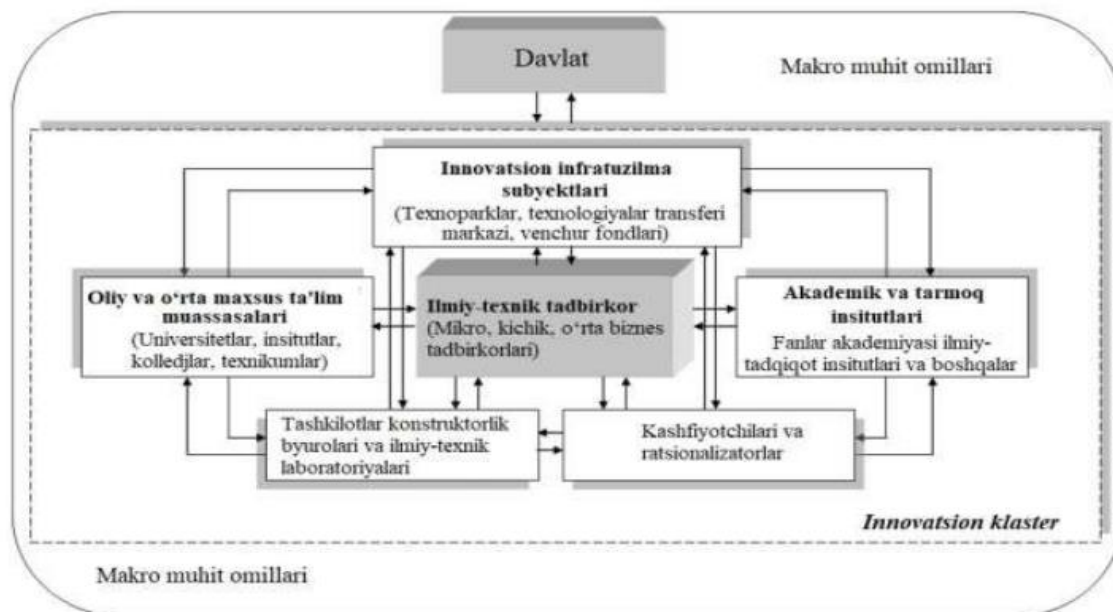 Davlat
Makro muhit omillari
Innovatsion infratuzilma
subyektlari
(Texnoparklar, texnologiyalar transferi
markazi, venchur fondlari)
Oliy va o‘rta maxsus ta’lim
muassasalari
(Universitetlar, insitutlar,
kolledjlar, texnikumlar)
Ilmiy-texnik tadbirkor
(Mikro, kichik, o‘rta biznes
tadbirkorlari)
Akademik va tarmoq
insitutlari
Fanlar akademiyasi ilmiy-
tadqiqot insitutlari va boshqalar
Tashkilotlar konstruktorlik
byurolari va ilmiy-texnik
laboratoriyalari
Kashfiyotchilari va
ratsionalizatorlar
Innovatsion klaster
Makro muhit omillari